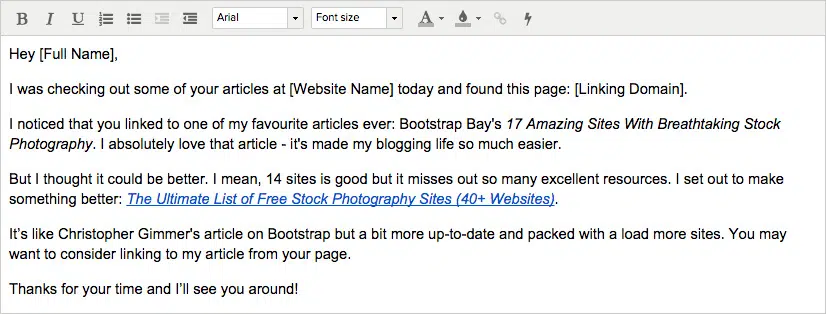 B I U Arial Font size A
Hey [Full Name],
I was checking out some of your articles at [Website Name] today and found this page: [Linking Domain].
I noticed that you linked to one of my favourite articles ever: Bootstrap Bay's 17 Amazing Sites With Breathtaking Stock
Photography. I absolutely love that article - it's made my blogging life so much easier.
But I thought it could be better. I mean, 14 sites is good but it misses out so many excellent resources. I set out to make
something better: The Ultimate List of Free Stock Photography Sites (40+ Websites).
It’s like Christopher Gimmer's article on Bootstrap but a bit more up-to-date and packed with a load more sites. You may
want to consider linking to my article from your page.
Thanks for your time and I’ll see you around!